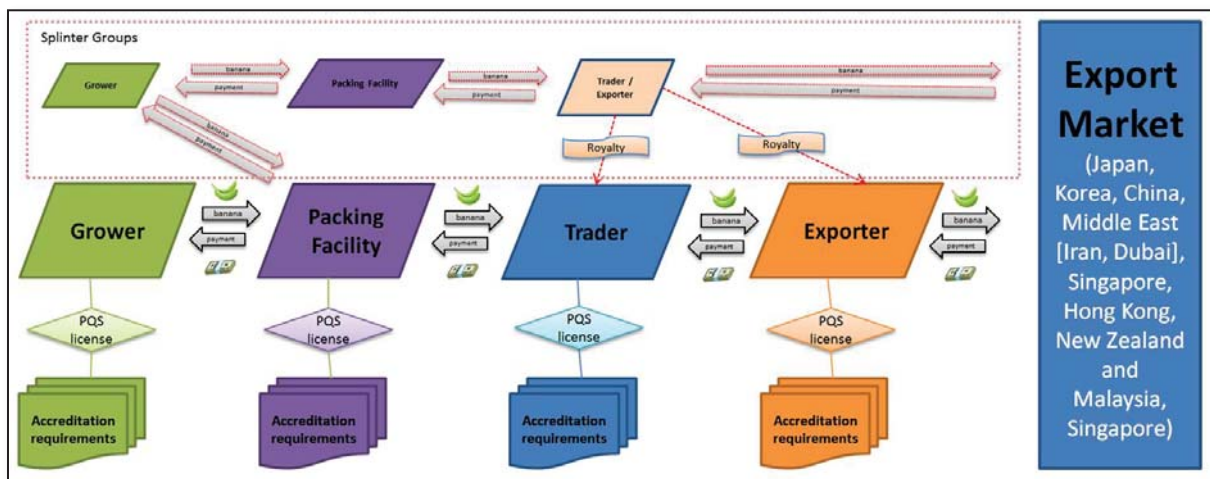 Splinter Groups
Grower
banana
payment
Packing Facility
banana
payment
Trader /
Exporter
banana
payment
banana
payment
Royalty
Royalty
Grower
banana
payment
Packing
Facility
banana
payment
Trader
banana
payment
Exporter
banana
payment
PQS
license
PQS
license
PQS
license
PQS
license
Accreditation
requirements
Accreditation
requirements
Accreditation
requirements
Accreditation
requirements
Export
Market
(Japan,
Korea, China,
Middle East
[Iran, Dubai],
Singapore,
Hong Kong,
New Zealand
and
Malaysia,
Singapore)